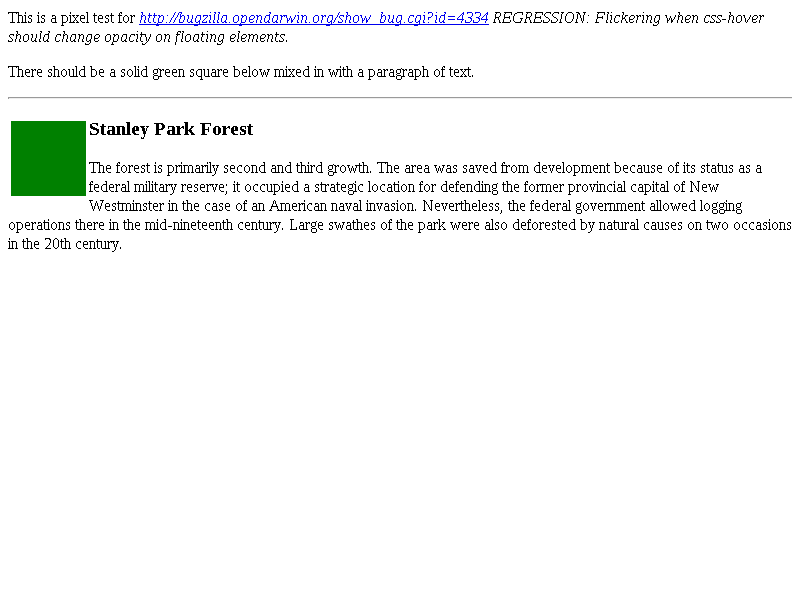 This is a pixel test for http://bugzilla.opendarwin.org/show_bug.cgi?id=4334 REGRESSION: Flickering when css-hover
should change opacity on floating elements.
There should be a solid green square below mixed in with a paragraph of text.
Stanley Park Forest
The forest is primarily second and third growth. The area was saved from development because of its status as a
federal military reserve; it occupied a strategic location for defending the former provincial capital of New
Westminster in the case of an American naval invasion. Nevertheless, the federal government allowed logging
operations there in the mid-nineteenth century. Large swathes of the park were also deforested by natural causes on two occasions
in the 20th century.